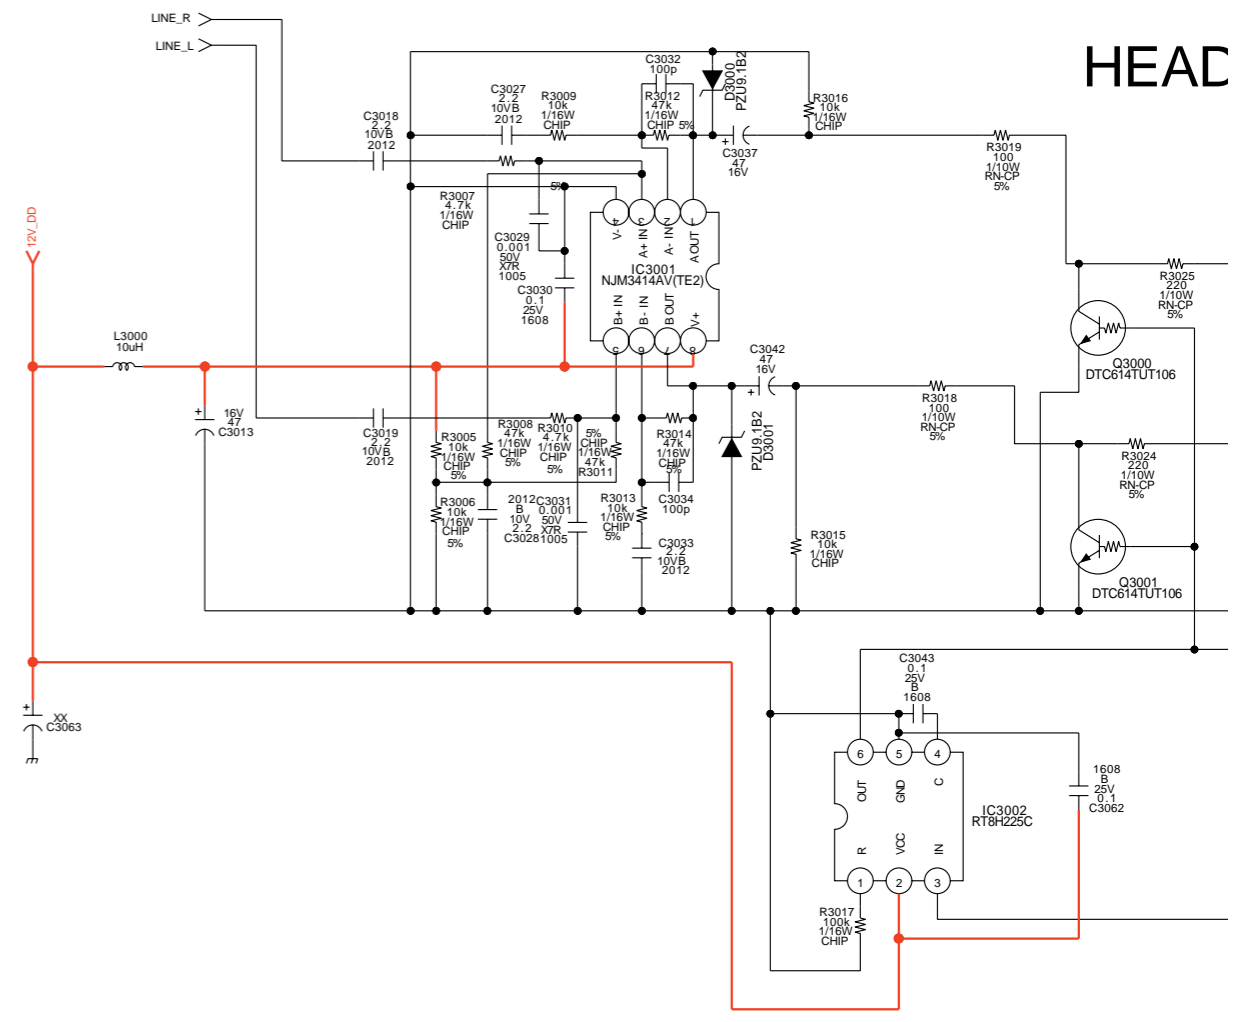 LINE_R
LINE_L
HEAD
C3032
100p
D3000
PZU9.1B2
C3027
2.2
10VB
2012
R3009
10k
1/16W
CHIP
R3012
47k
1/16W
CHIP 5%
R3016
10k
1/16W
CHIP
C3018
2.2
10VB
2012
+
C3037
47
16V
R3019
100
1/10W
RN-CP
5%
R3007
4.7k
1/16W
CHIP
5%
12V_DD
C3029
0.001
50V
X7R
1005
4
3
2
1
V-
A+ IN
A- IN
A OUT
IC3001
NJM3414AV(TE2)
C3030
0.1
25V
1608
B+ IN
B- IN
B OUT
V+
5
6
7
8
R3025
220
1/10W
RN-CP
5%
Q3000
DTC614TUT106
L3000
10uH
C3042
47
16V
+
R3018
100
1/10W
RN-CP
5%
+
16V
47
C3013
C3019
2.2
10VB
2012
R3005
10k
1/16W
CHIP
5%
R3008
47k
1/16W
CHIP
5%
R3010
4.7k
1/16W
CHIP
5%
5%
CHIP
1/16W
47k
R3011
R3014
47k
1/16W
CHIP
5%
PZU9.1B2
D3001
R3024
220
1/10W
RN-CP
5%
R3006
10k
1/16W
CHIP
5%
2012
B
10V
2.2
C3028
C3031
0.001
50V
X7R
1005
R3013
10k
1/16W
CHIP
5%
C3034
100p
C3033
2.2
10VB
2012
R3015
10k
1/16W
CHIP
Q3001
DTC614TUT106
+
XX
C3063
C3043
0.1
25V
B
1608
6
5
4
OUT
GND
C
IC3002
RT8H225C
1608
B
25V
0.1
C3062
R
VCC
IN
1
2
3
R3017
100k
1/16W
CHIP